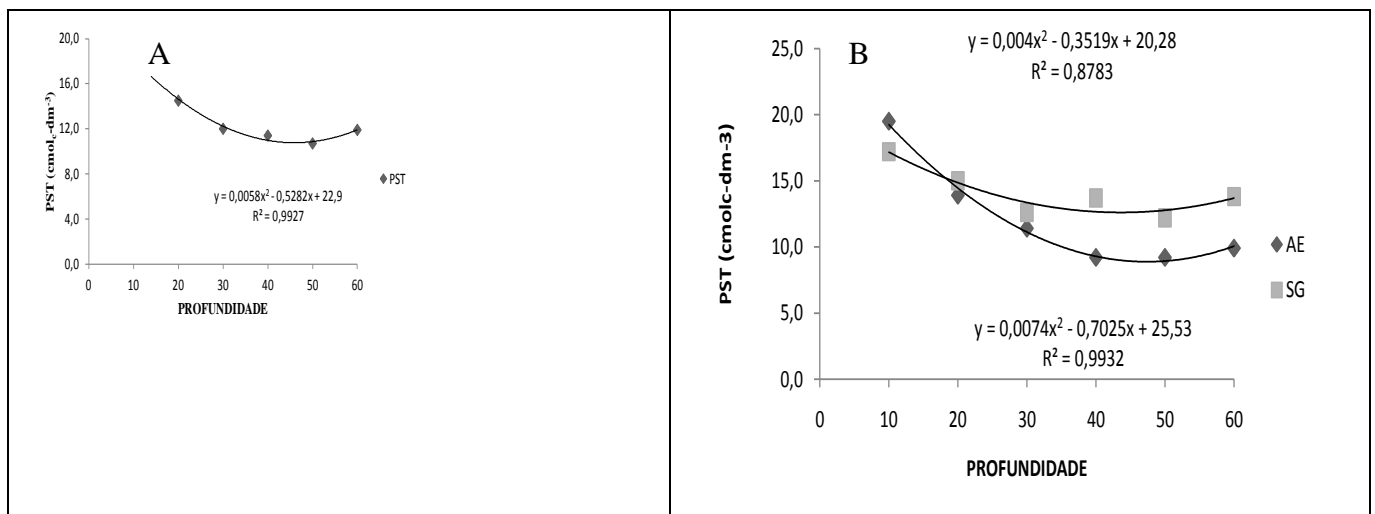 A
20,0
16,0
12,0
8,0
4,0
0,0
PST (cmolc-dm-3)
y = 0,0058x² - 0,5282x + 22,9
R² = 0,9927
PST
0 10 20 30 40 50 60
PROFUNDIDADE
B
y = 0,004x² - 0,3519x + 20,28
R² = 0,8783
25,0
20,0
15,0
10,0
5,0
0,0
PST (cmolc-dm-3)
AE
SG
y = 0,0074x² - 0,7025x + 25,53
R² = 0,9932
0 10 20 30 40 50 60
PROFUNDIDADE